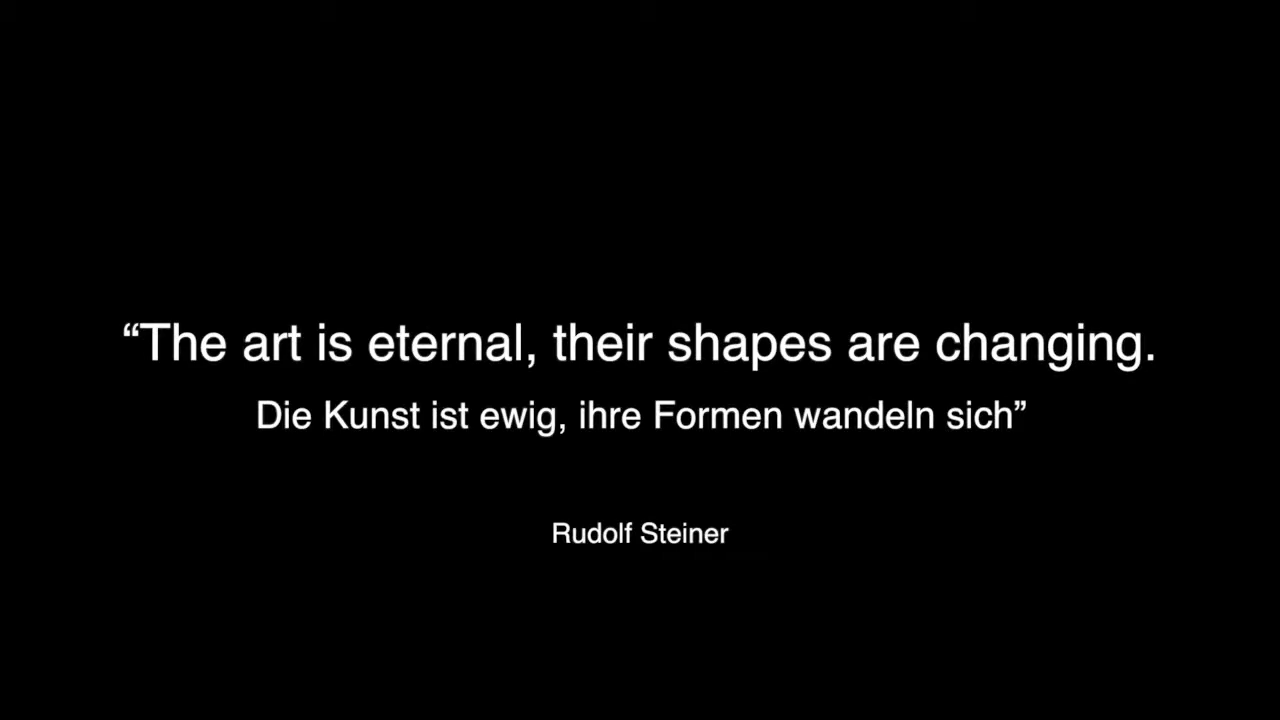 “The art is eternal, their shapes are changing.
Die Kunst ist ewig, ihre Formen wandeln sich”
Rudolf Steiner